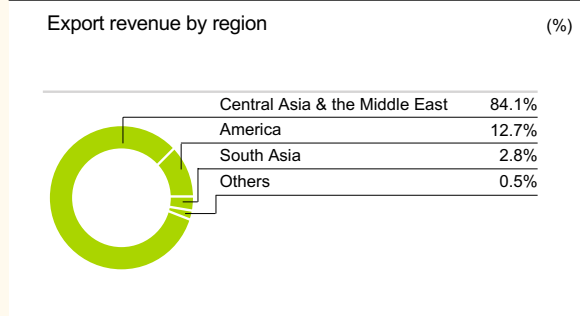 Export revenue by region (%)
Central Asia & the Middle East 84.1%
America 12.7%
South Asia 2.8%
Others 0.5%